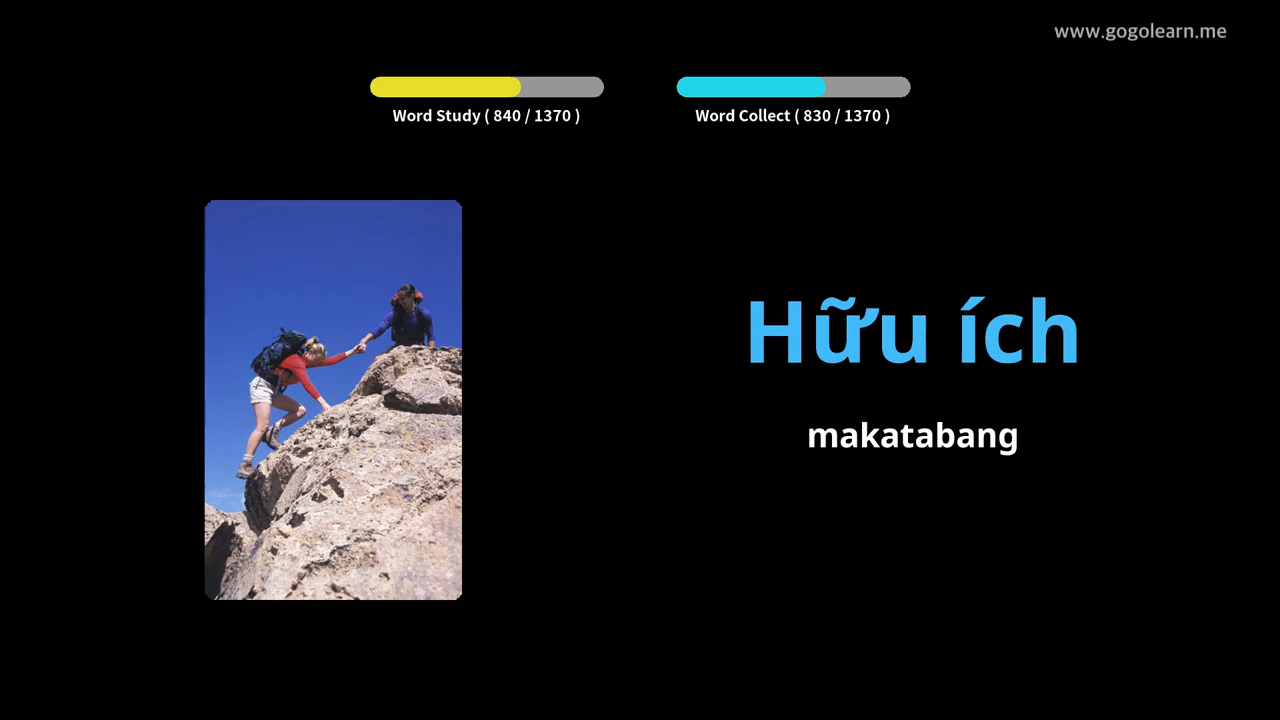 www.gogolearn.me
Word Study ( 840 / 1370 )
Word Collect ( 830 / 1370 )
Hữu ích
makatabang